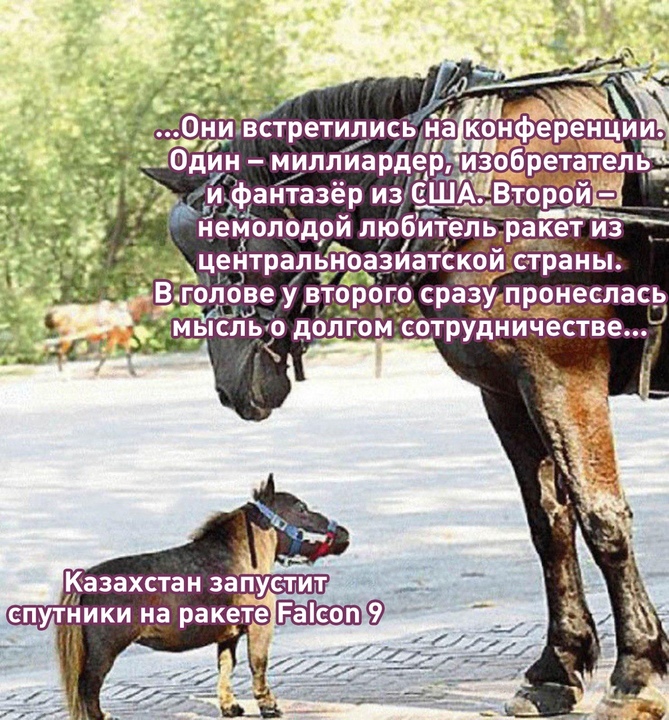 ...Они встретились на конференции.
Один – миллиардер, изобретатель
и фантазёр из США. Второй –
немолодой любитель ракет из
центральноазиатской страны.
В голове у второго сразу пронеслась
мысль о долгом сотрудничестве...
Казахстан запустит
спутники на ракете Falcon 9